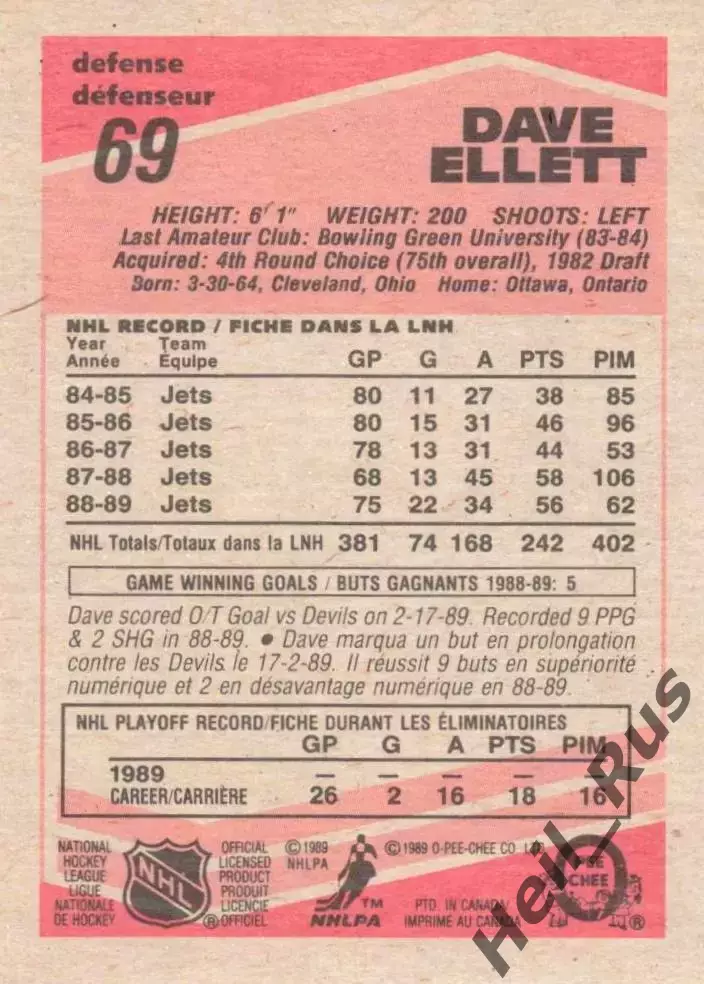 defense
défenseur
69
DAVE
ELLETT
HEIGHT: 6' 1" WEIGHT: 200 SHOOTS: LEFT
Last Amateur Club: Bowling Green University (83-84)
Acquired: 4th Round Choice (75th overall), 1982 Draft
Born: 3-30-64, Cleveland, Ohio Home: Ottawa, Ontario
NHL RECORD / FICHE DANS LA LNH
Year Team
Année Équipe GP G A PTS PIM
84-85 Jets 80 11 27 38 85
85-86 Jets 80 15 31 46 96
86-87 Jets 78 13 31 44 53
87-88 Jets 68 13 45 58 106
88-89 Jets 75 22 34 56 62
NHL Totals/Totaux dans la LNH 381 74 168 242 402
GAME WINNING GOALS / BUTS GAGNANTS 1988-89: 5
Dave scored O/T Goal vs Devils on 2-17-89. Recorded 9 PPG
& 2 SHG in 88-89. • Dave marqua un but en prolongation
contre les Devils le 17-2-89. Il réussit 9 buts en supériorité
numérique et 2 en désavantage numérique en 88-89.
NHL PLAYOFF RECORD/FICHE DURANT LES ÉLIMINATOIRES
GP G A PTS PIM
1989 — — — — —
CAREER/CARRIÈRE 26 2 16 18 16
NATIONAL
HOCKEY
LEAGUE
LIGUE
NATIONALE
DE HOCKEY
NHL
®
OFFICIAL
LICENSED
PRODUCT
PRODUIT
LICENCIE
OFFICIEL
© 1989
NHLPA
TM
NHLPA
© 1989 O-PEE-CHEE CO
PTD. IN CANADA/
IMPRIME AU CANADA
PEE
CHEE
®
Heil_Rus